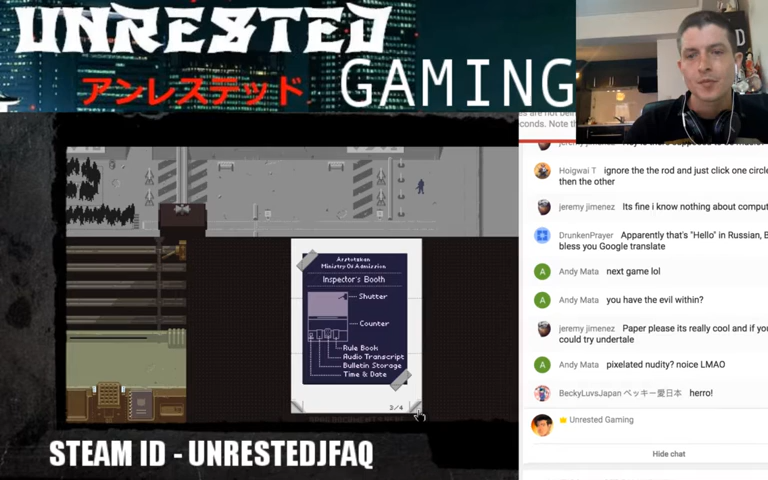 UNRESTED
アンレステッド
GAMING
Hoigwai T ignore the the rod and just click one circle
then the other
jeremy jimenez Its fine i know nothing about comput
DrunkenPrayer Apparently that's "Hello" in Russian, B
bless you Google translate
Andy Mata next game lol
Andy Mata you have the evil within?
jeremy jimenez Paper please its really cool and if you
could try undertale
Andy Mata pixelated nudity? noice LMAO
BeckyLuvsJapan ベッキー愛日本 herro!
Unrested Gaming
Hide chat
Arstotzkan
Ministry Of Admission
Inspector's Booth
Shutter
Counter
Rule Book
Audio Transcript
Bulletin Storage
Time & Date
3/4
STEAM ID - UNRESTEDJFAQ